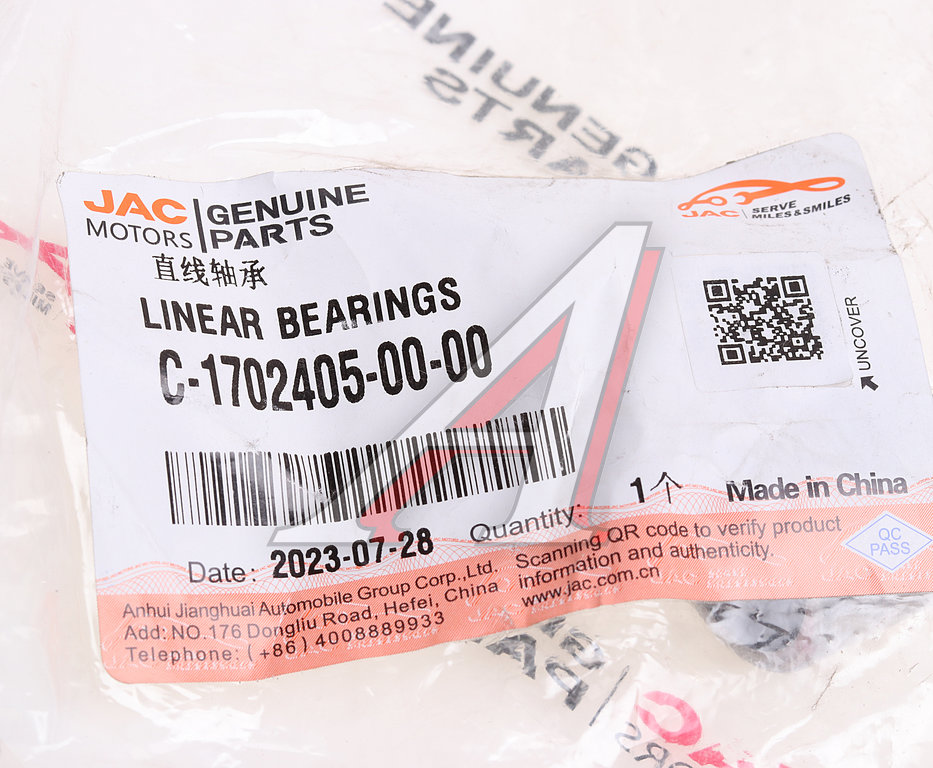 GENUINE
PARTS
JAC
MOTORS
GENUINE
PARTS
JAC
SERVE
MILES&SMILES
直线轴承
LINEAR BEARINGS
C-1702405-00-00
UNCOVER
Date: 2023-07-28
Quantity: 1个
Made in China
Anhui Jianghuai Automobile Group Corp.,Ltd.
Add: NO.176 Dongliu Road, Hefei, China
Telephone: (+86) 4008889933
Scanning QR code to verify product
information and authenticity.
www.jac.com.cn
QC
PASS